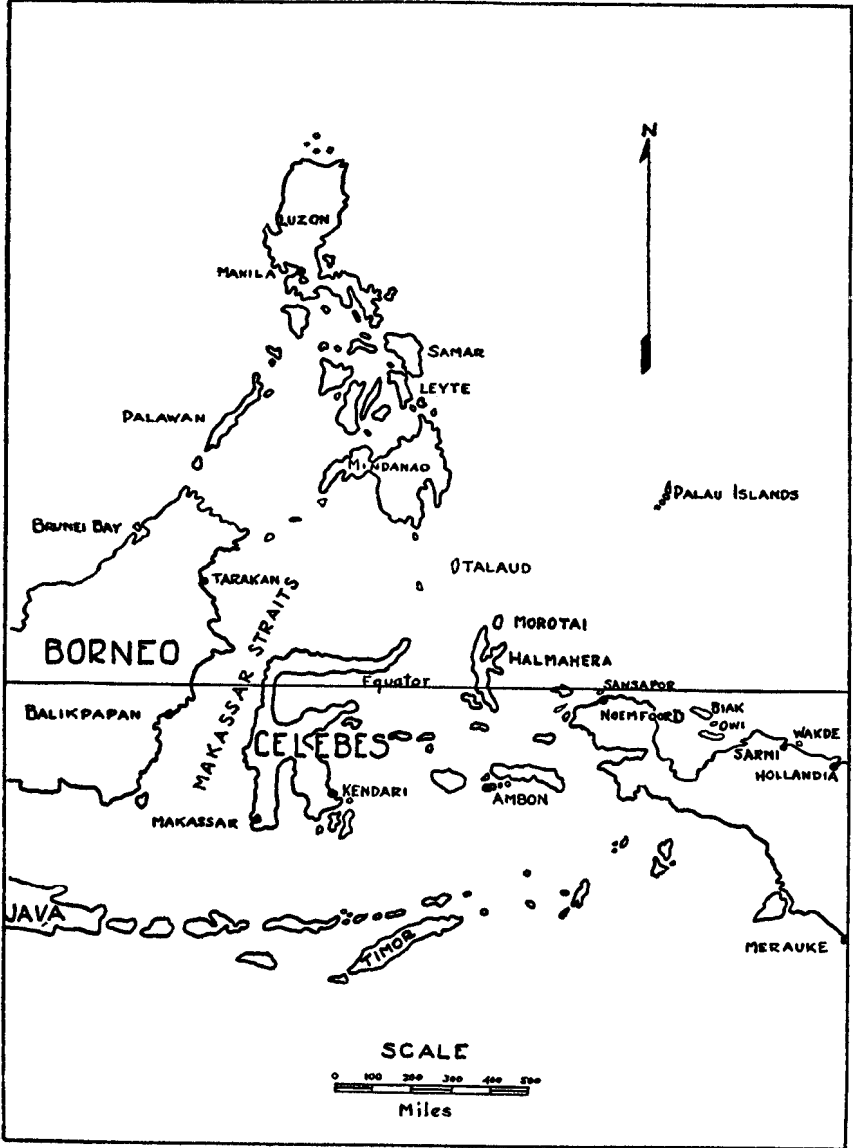 N
LUZON
MANILA
SAMAR
LEYTE
PALAWAN
MINDANAO
PALAU ISLANDS
BRUNEI BAY
TALAUD
TARAKAN
MAKASSAR STRAITS
MOROTAI
BORNEO
HALMAHERA
Equator
SANSAPOR
BALIKPAPAN
NOEMFOORD
BIAK
OWI
CELEBES
WAKDE
SARMI
HOLLANDIA
KENDARI
AMBON
MAKASSAR
JAVA
MERAUKE
TIMOR
SCALE
0 100 200 300 400 500
Miles